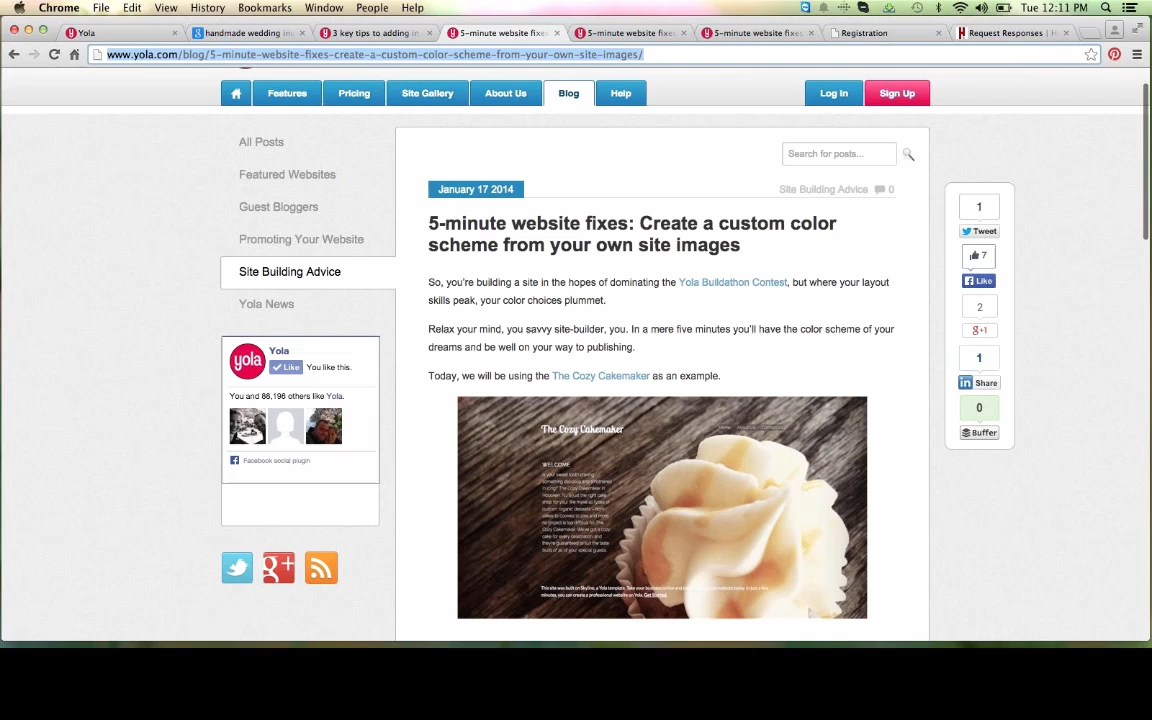 Chrome File Edit View History Bookmarks Window People Help
Tue 12:11 PM
Yola
handmade wedding in
3 key tips to adding in
5-minute website fixes
5-minute website fixes
5-minute website fixes
Registration
Request Responses | H
www.yola.com/blog/5-minute-website-fixes-create-a-custom-color-scheme-from-your-own-site-images/
Features Pricing Site Gallery About Us Blog Help Log In Sign Up
All Posts
Featured Websites
Guest Bloggers
Promoting Your Website
Site Building Advice
Yola News
yola
Yola
Like You like this.
You and 88,196 others like Yola.
Facebook social plugin
Search for posts...
January 17 2014
Site Building Advice 0
5-minute website fixes: Create a custom color
scheme from your own site images
So, you're building a site in the hopes of dominating the Yola Buildathon Contest, but where your layout
skills peak, your color choices plummet.
Relax your mind, you savvy site-builder, you. In a mere five minutes you'll have the color scheme of your
dreams and be well on your way to publishing.
Today, we will be using the The Cozy Cakemaker as an example.
The Cozy Cakemaker
Home About Us
WELCOME
1
Tweet
7
Like
2
g+1
1
in Share
0
Buffer